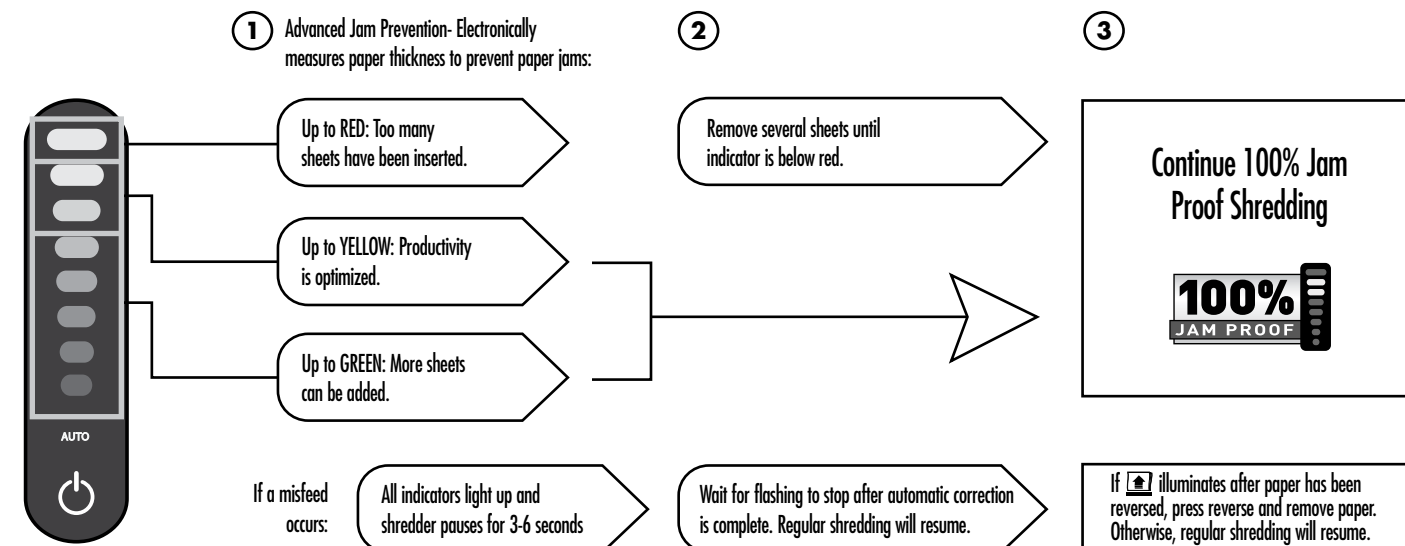 1
Advanced Jam Prevention- Electronically
measures paper thickness to prevent paper jams:
2
3
Up to RED: Too many
sheets have been inserted.
Remove several sheets until
indicator is below red.
Continue 100% Jam
Proof Shredding
Up to YELLOW: Productivity
is optimized.
100%
JAM PROOF
Up to GREEN: More sheets
can be added.
AUTO
If a misfeed
occurs:
All indicators light up and
shredder pauses for 3-6 seconds
Wait for flashing to stop after automatic correction
is complete. Regular shredding will resume.
If illuminates after paper has been
reversed, press reverse and remove paper.
Otherwise, regular shredding will resume.